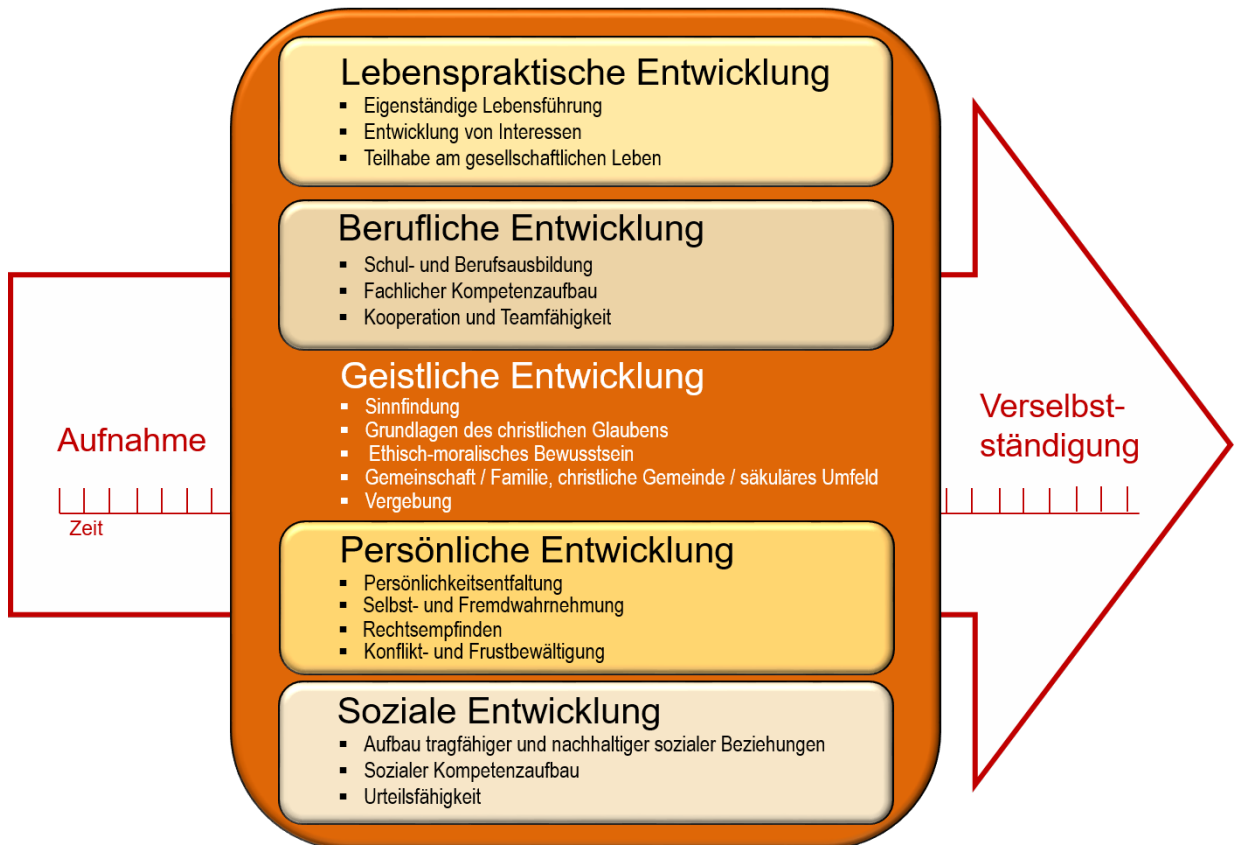 Lebenspraktische Entwicklung
▪ Eigenständige Lebensführung
▪ Entwicklung von Interessen
▪ Teilhabe am gesellschaftlichen Leben
Berufliche Entwicklung
▪ Schul- und Berufsausbildung
▪ Fachlicher Kompetenzaufbau
▪ Kooperation und Teamfähigkeit
Aufnahme
Zeit
Geistliche Entwicklung
▪ Sinnfindung
▪ Grundlagen des christlichen Glaubens
▪ Ethisch-moralisches Bewusstsein
▪ Gemeinschaft / Familie, christliche Gemeinde / säkuläres Umfeld
▪ Vergebung
Verselbst-
ständigung
Persönliche Entwicklung
▪ Persönlichkeitsentfaltung
▪ Selbst- und Fremdwahrnehmung
▪ Rechtsempfinden
▪ Konflikt- und Frustbewältigung
Soziale Entwicklung
▪ Aufbau tragfähiger und nachhaltiger sozialer Beziehungen
▪ Sozialer Kompetenzaufbau
▪ Urteilsfähigkeit